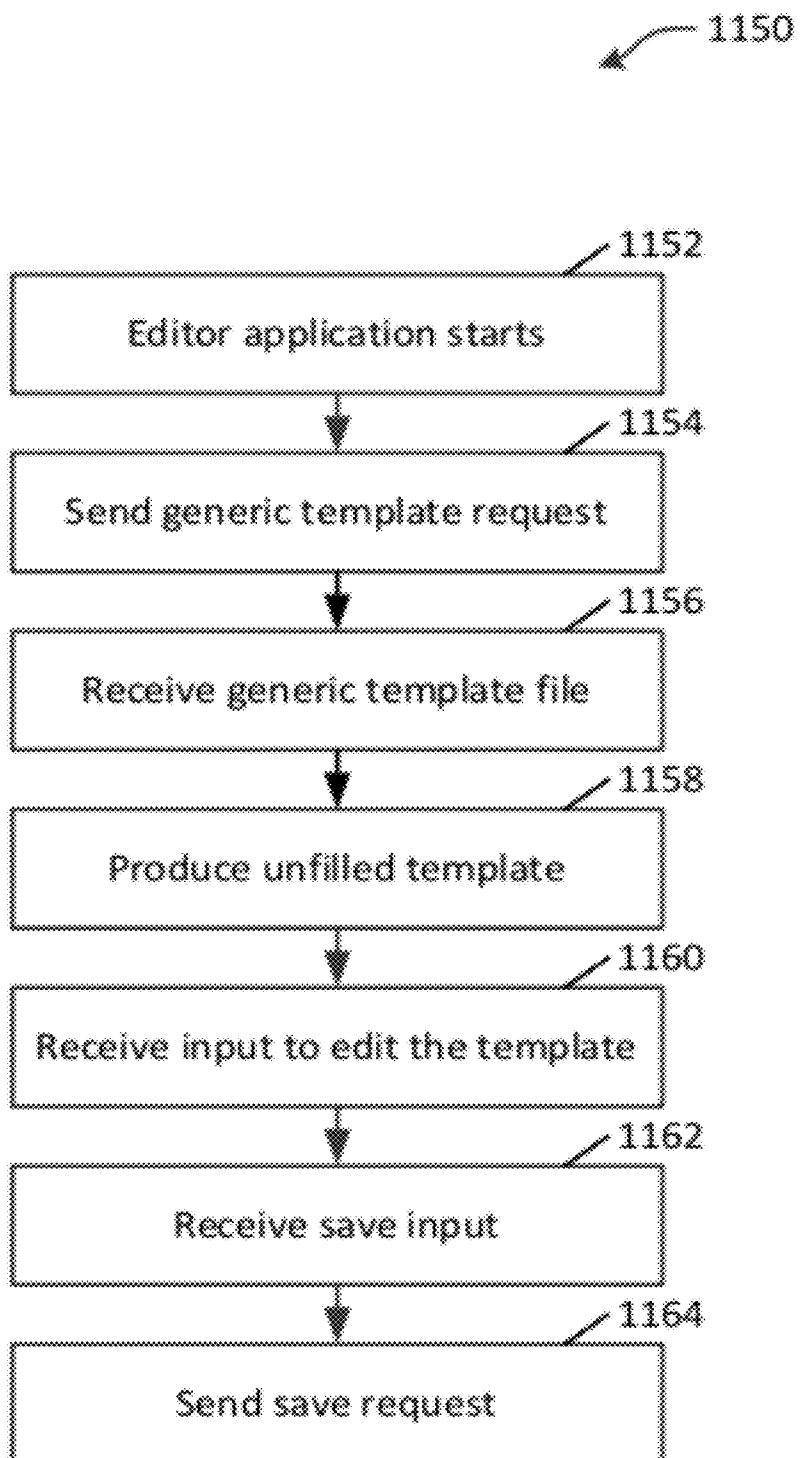 1150
1152
Editor application starts
1154
Send generic template request
1156
Receive generic template file
1158
Produce unfilled template
1160
Receive input to edit the template
1162
Receive save input
1164
Send save request